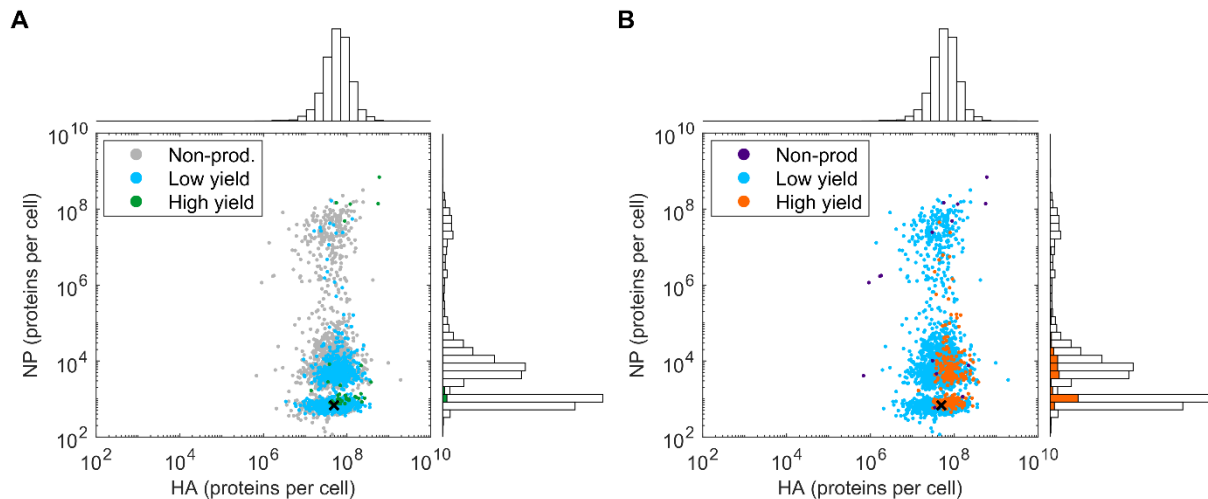 A
B
10^10
10^8
10^6
10^4
10^2
NP (proteins per cell)
Non-prod.
Low yield
High yield
10^2 10^4 10^6 10^8 10^10
HA (proteins per cell)
10^10
10^8
10^6
10^4
10^2
NP (proteins per cell)
Non-prod
Low yield
High yield
10^2 10^4 10^6 10^8 10^10
HA (proteins per cell)